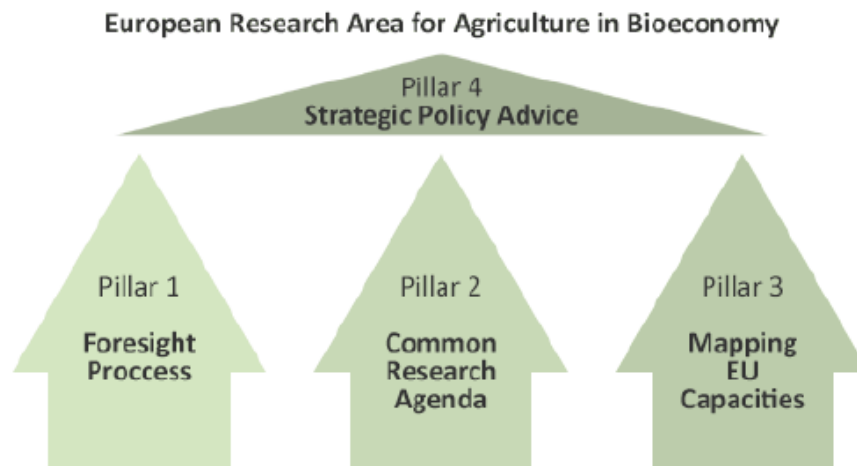 European Research Area for Agriculture in Bioeconomy
Pillar 4
Strategic Policy Advice
Pillar 1
Foresight
Proccess
Pillar 2
Common
Research
Agenda
Pillar 3
Mapping
EU
Capacities